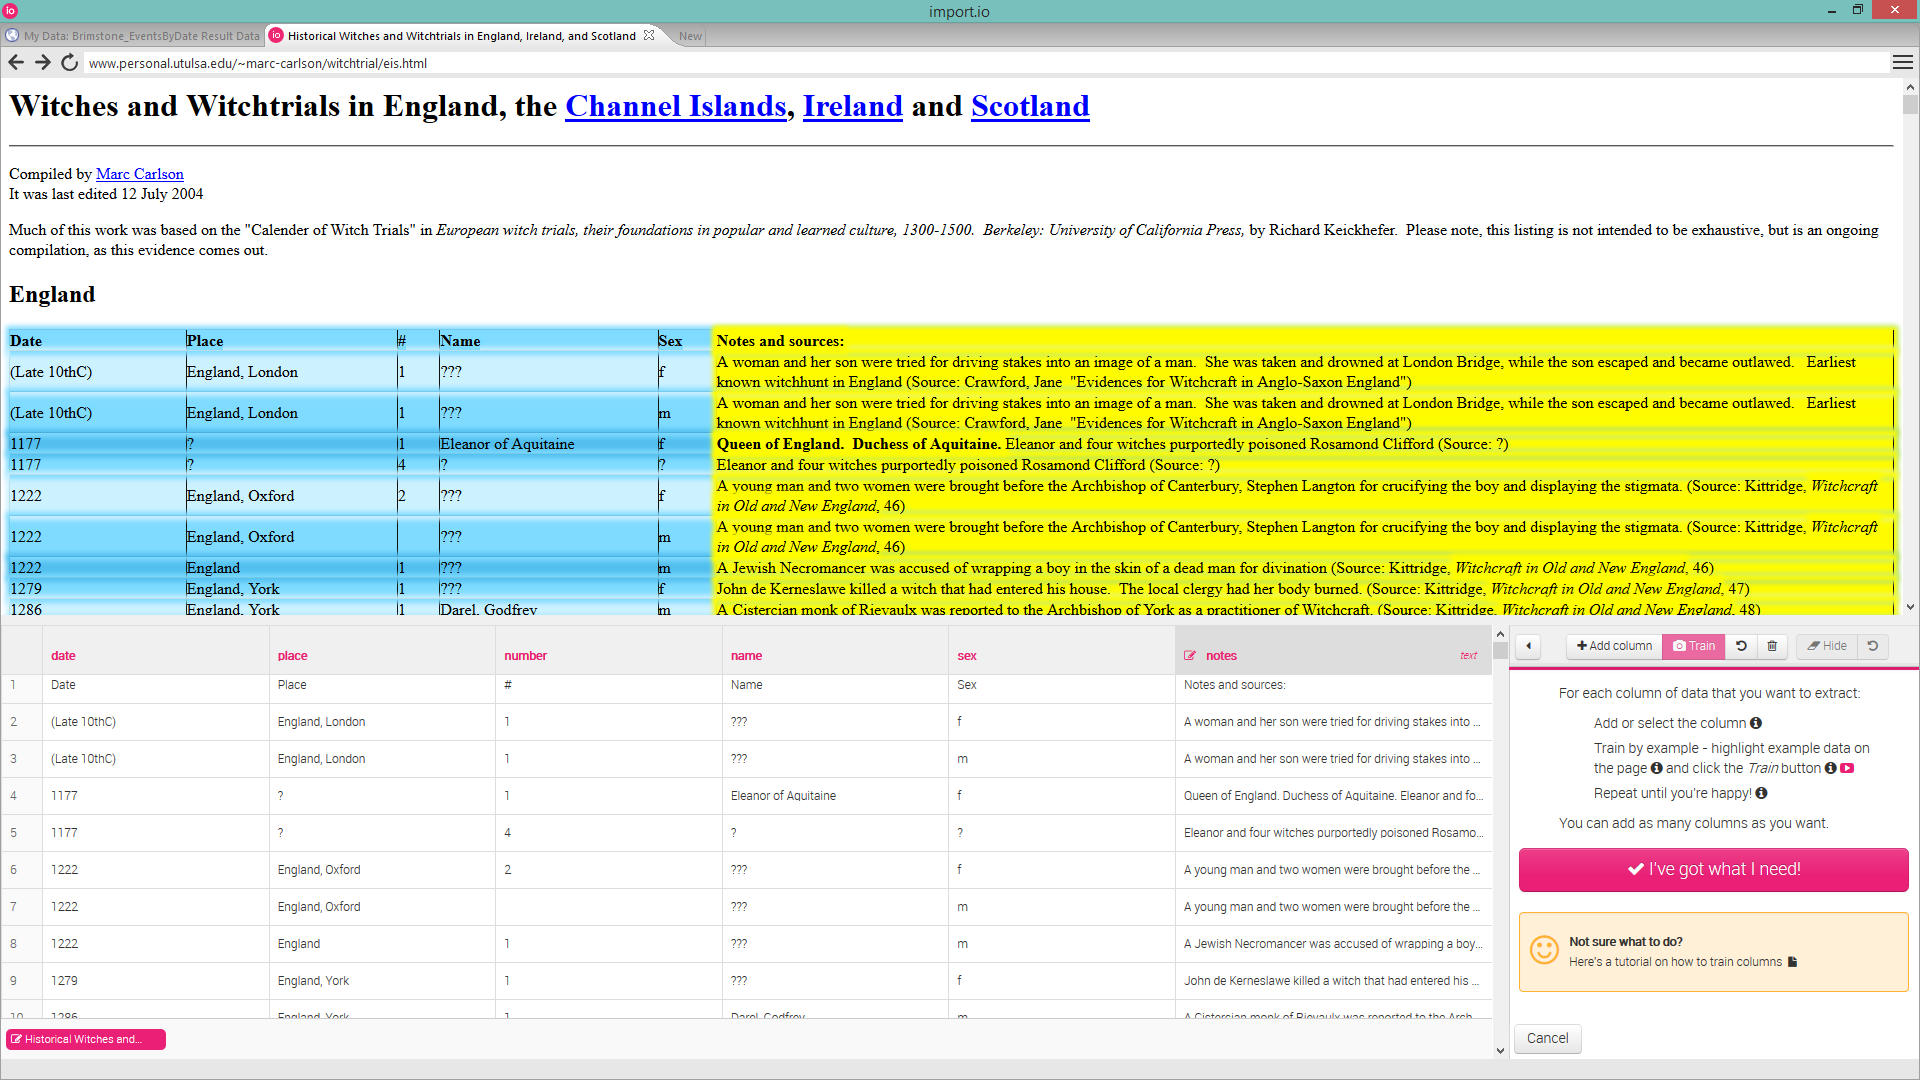 import.io
My Data: Brimstone_EventsByDate Result Data
Historical Witches and Witchtrials in England, Ireland, and Scotland
New
www.personal.utulsa.edu/~marc-carlson/witchtrial/eis.html
Witches and Witchtrials in England, the Channel Islands, Ireland and Scotland
Compiled by Marc Carlson
It was last edited 12 July 2004
Much of this work was based on the "Calender of Witch Trials" in European witch trials, their foundations in popular and learned culture, 1300-1500. Berkeley: University of California Press, by Richard Keickhefer. Please note, this listing is not intended to be exhaustive, but is an ongoing
compilation, as this evidence comes out.
England
Date Place # Name Sex Notes and sources:
(Late 10thC) England, London 1 ??? f A woman and her son were tried for driving stakes into an image of a man. She was taken and drowned at London Bridge, while the son escaped and became outlawed. Earliest
known witchhunt in England (Source: Crawford, Jane "Evidences for Witchcraft in Anglo-Saxon England")
(Late 10thC) England, London 1 ??? m A woman and her son were tried for driving stakes into an image of a man. She was taken and drowned at London Bridge, while the son escaped and became outlawed. Earliest
known witchhunt in England (Source: Crawford, Jane "Evidences for Witchcraft in Anglo-Saxon England")
1177 ? 1 Eleanor of Aquitaine f Queen of England. Duchess of Aquitaine. Eleanor and four witches purportedly poisoned Rosamond Clifford (Source: ?)
1177 ? 4 ? ? Eleanor and four witches purportedly poisoned Rosamond Clifford (Source: ?)
1222 England, Oxford 2 ??? f A young man and two women were brought before the Archbishop of Canterbury, Stephen Langton for crucifying the boy and displaying the stigmata. (Source: Kittridge, Witchcraft
in Old and New England, 46)
1222 England, Oxford ??? m A young man and two women were brought before the Archbishop of Canterbury, Stephen Langton for crucifying the boy and displaying the stigmata. (Source: Kittridge, Witchcraft
in Old and New England, 46)
1222 England 1 ??? m A Jewish Necromancer was accused of wrapping a boy in the skin of a dead man for divination (Source: Kittridge, Witchcraft in Old and New England, 46)
1279 England, York 1 ??? f John de Kerneslawe killed a witch that had entered his house. The local clergy had her body burned. (Source: Kittridge, Witchcraft in Old and New England, 47)
1286 England, York 1 Darel, Godfrey m A Cistercian monk of Rievaulx was reported to the Archbishop of York as a practitioner of Witchcraft. (Source: Kittridge, Witchcraft in Old and New England, 48)
date place number name sex notes text
1 Date Place # Name Sex Notes and sources:
2 (Late 10thC) England, London 1 ??? f A woman and her son were tried for driving stakes into ...
3 (Late 10thC) England, London 1 ??? m A woman and her son were tried for driving stakes into ...
4 1177 ? 1 Eleanor of Aquitaine f Queen of England. Duchess of Aquitaine. Eleanor and fo...
5 1177 ? 4 ? ? Eleanor and four witches purportedly poisoned Rosamo...
6 1222 England, Oxford 2 ??? f A young man and two women were brought before the ...
7 1222 England, Oxford ??? m A young man and two women were brought before the ...
8 1222 England 1 ??? m A Jewish Necromancer was accused of wrapping a boy...
9 1279 England, York 1 ??? f John de Kerneslawe killed a witch that had entered his ...
10 1286 England, York 1 Darel, Godfrey m A Cistercian monk of Rievaulx was reported to the Arch...
Historical Witches and...
Add column Train Hide
For each column of data that you want to extract:
Add or select the column
Train by example - highlight example data on
the page and click the Train button
Repeat until you're happy!
You can add as many columns as you want.
I've got what I need!
Not sure what to do?
Here's a tutorial on how to train columns
Cancel